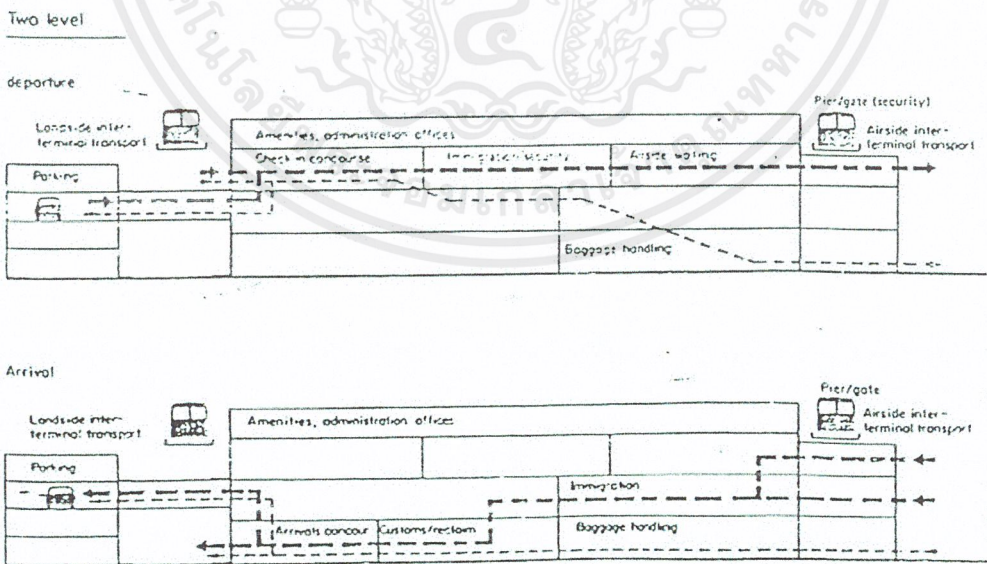 Two level
departure
Landside inter-
terminal transport
Pier/gate (security)
Airside inter-
terminal transport
Amenities, administration offices
Check in concourse
Immigration/security
Airside waiting
Parking
Baggage handling
Arrival
Landside inter-
terminal transport
Pier/gate
Airside inter-
terminal transport
Amenities, administration offices
Parking
Immigration
Arrivals concour
Customs/reclaim
Baggage handling